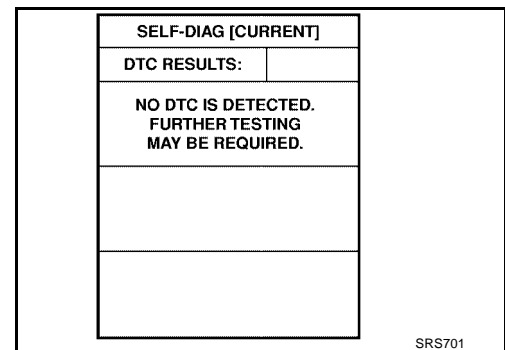 SELF-DIAG [CURRENT]
DTC RESULTS:
NO DTC IS DETECTED.
FURTHER TESTING
MAY BE REQUIRED.
SRS701